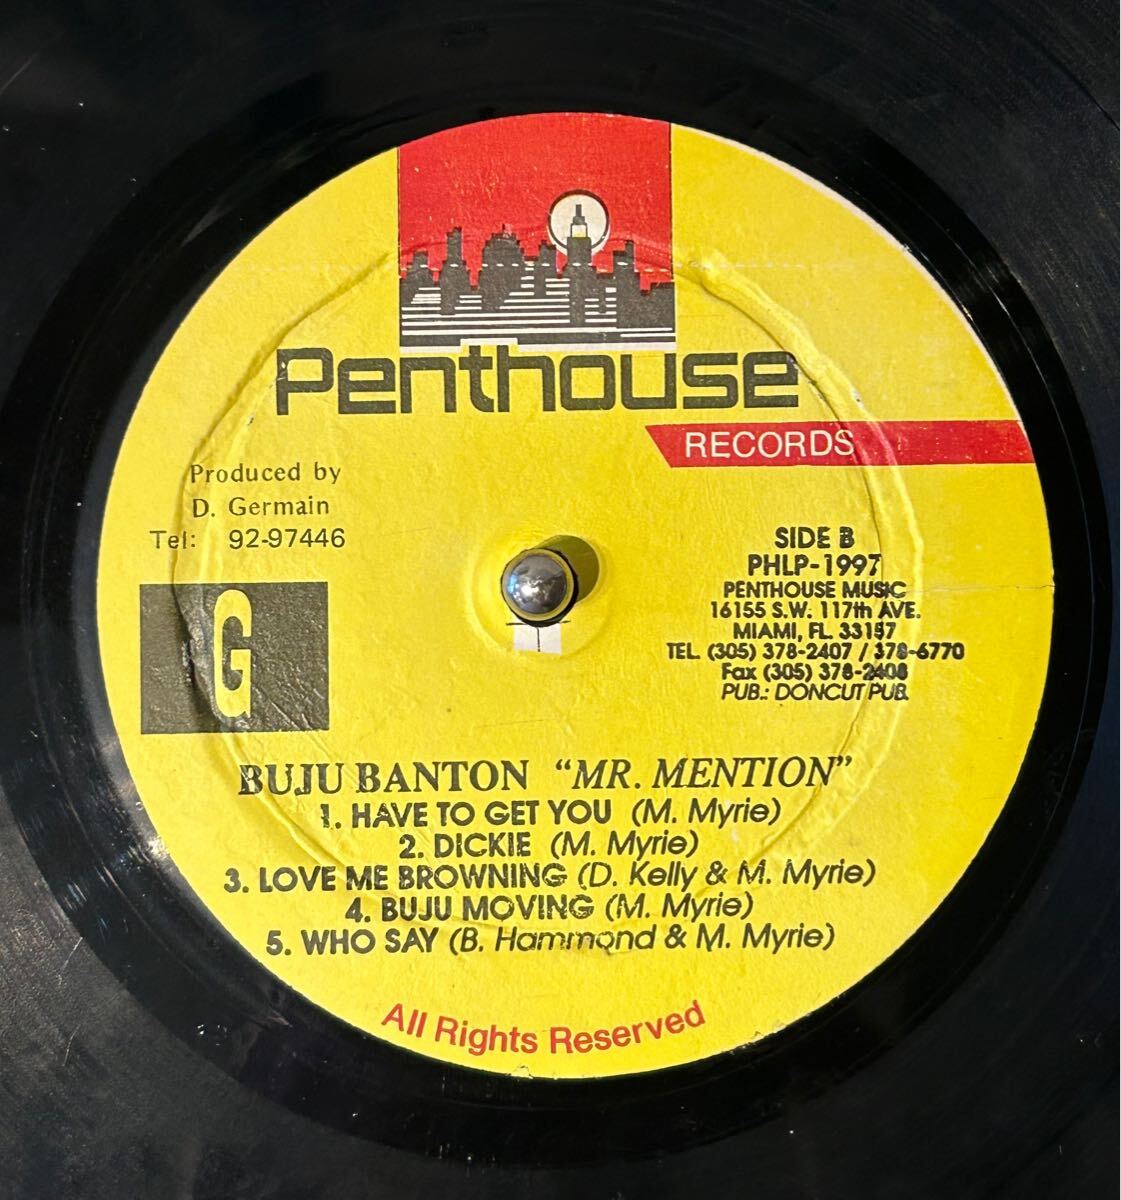 Penthouse
RECORDS
Produced by
D. Germain
Tel: 92-97446
G
SIDE B
PHLP-1997
PENTHOUSE MUSIC
16155 S.W. 117th AVE.
MIAMI, FL. 33157
TEL. (305) 378-2407 / 378-6770
Fax (305) 378-2408
PUB.: DONCUT PUB.
BUJU BANTON "MR. MENTION"
1. HAVE TO GET YOU (M. Myrie)
2. DICKIE (M. Myrie)
3. LOVE ME BROWNING (D. Kelly & M. Myrie)
4. BUJU MOVING (M. Myrie)
5. WHO SAY (B. Hammond & M. Myrie)
All Rights Reserved